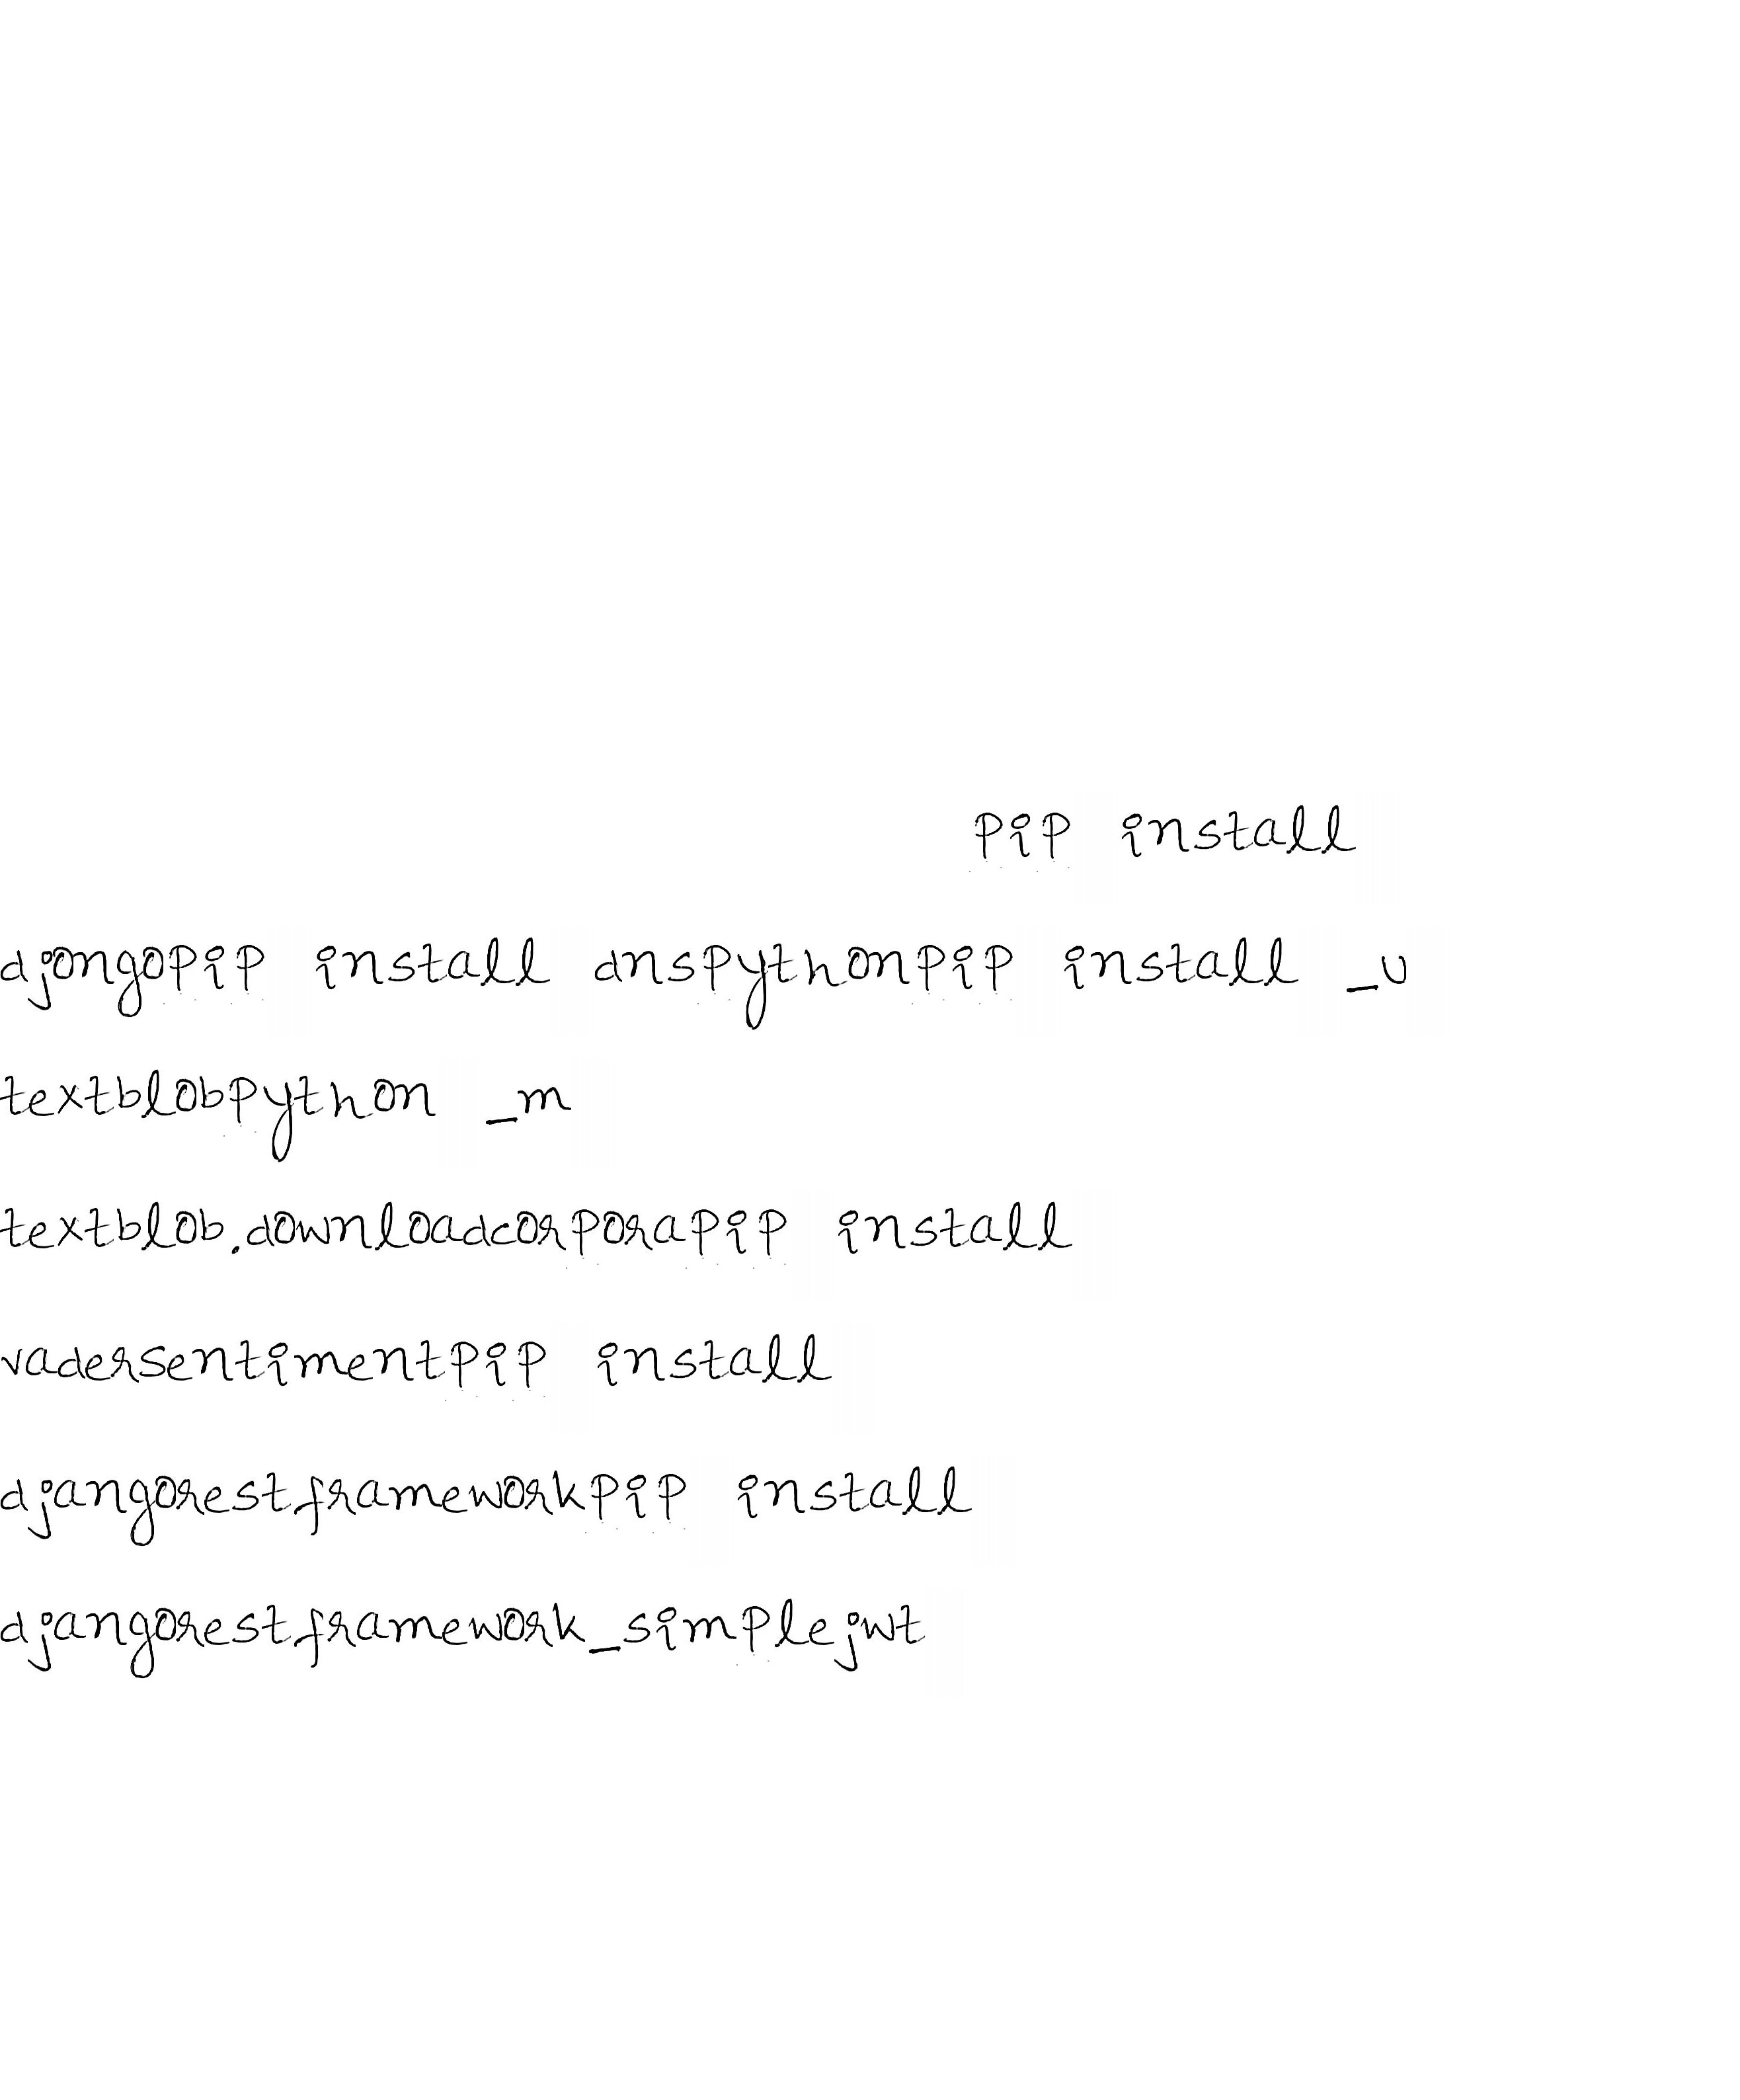 pip install
djongopip install dnspythonpip install _u
textblobpython _m
textblob.downloadcorporapip install
vadersentimentpip install
djangorestframeworkpip install
djangorestframework_simplejwt